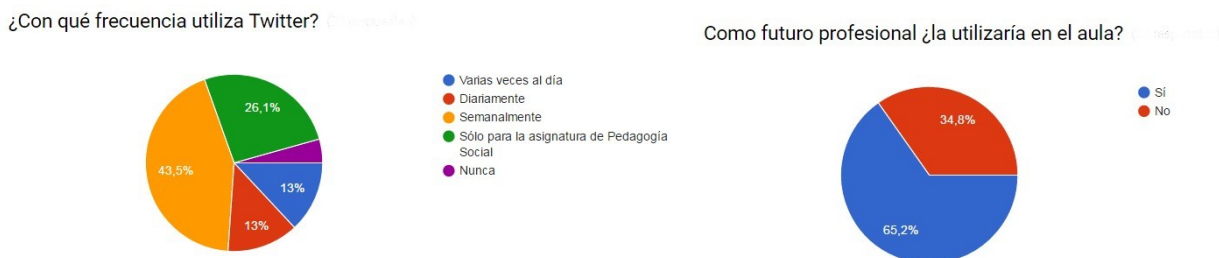 ¿Con qué frecuencia utiliza Twitter?
26,1%
43,5%
13%
13%
Varias veces al día
Diariamente
Semanalmente
Sólo para la asignatura de Pedagogía
Social
Nunca
Como futuro profesional ¿la utilizaría en el aula?
34,8%
65,2%
Sí
No